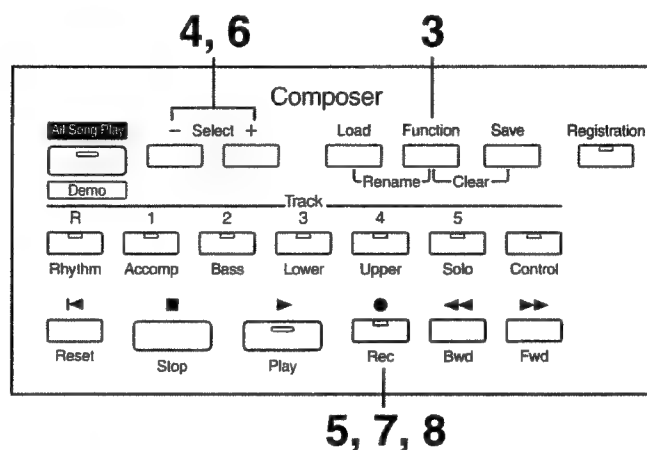 4, 6 3
Composer
All Song Play − Select + Load Function Save Registration
Rename Clear
Demo
Track
R 1 2 3 4 5
Rhythm Accomp Bass Lower Upper Solo Control
Reset Stop Play Rec Bwd Fwd
5, 7, 8